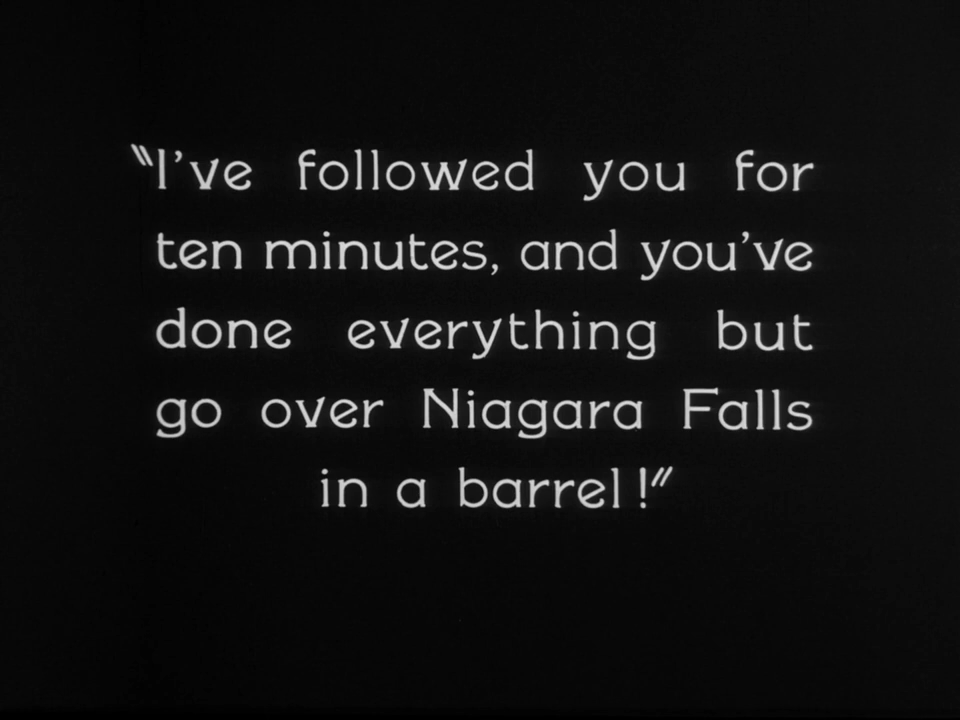 "I've followed you for
ten minutes, and you've
done everything but
go over Niagara Falls
in a barrel!"